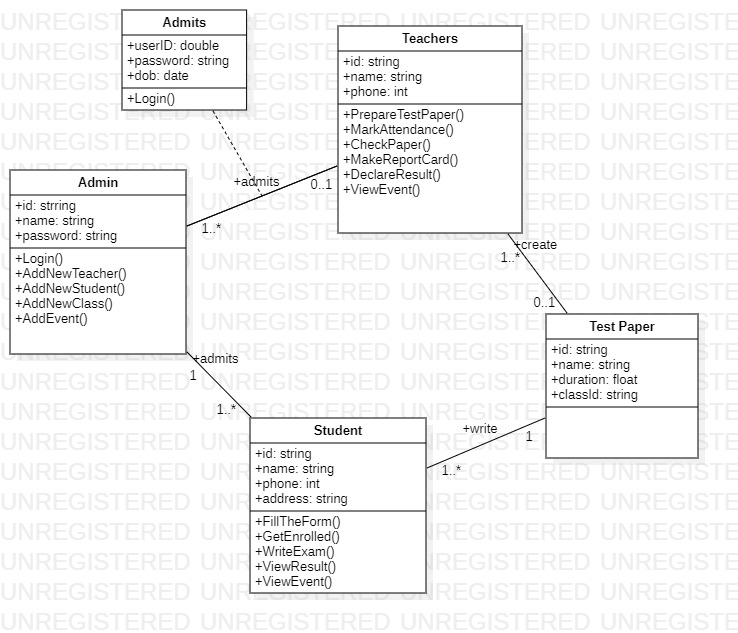 Admits
+userID: double
+password: string
+dob: date
+Login()
Teachers
+id: string
+name: string
+phone: int
+PrepareTestPaper()
+MarkAttendance()
+CheckPaper()
+MakeReportCard()
+DeclareResult()
+ViewEvent()
Admin
+id: strring
+name: string
+password: string
+Login()
+AddNewTeacher()
+AddNewStudent()
+AddNewClass()
+AddEvent()
+admits
0..1
1..*
+create
1..*
0..1
Test Paper
+id: string
+name: string
+duration: float
+classId: string
+admits
1
1..*
Student
+id: string
+name: string
+phone: int
+address: string
+FillTheForm()
+GetEnrolled()
+WriteExam()
+ViewResult()
+ViewEvent()
+write
1
1..*
UNREGISTERED